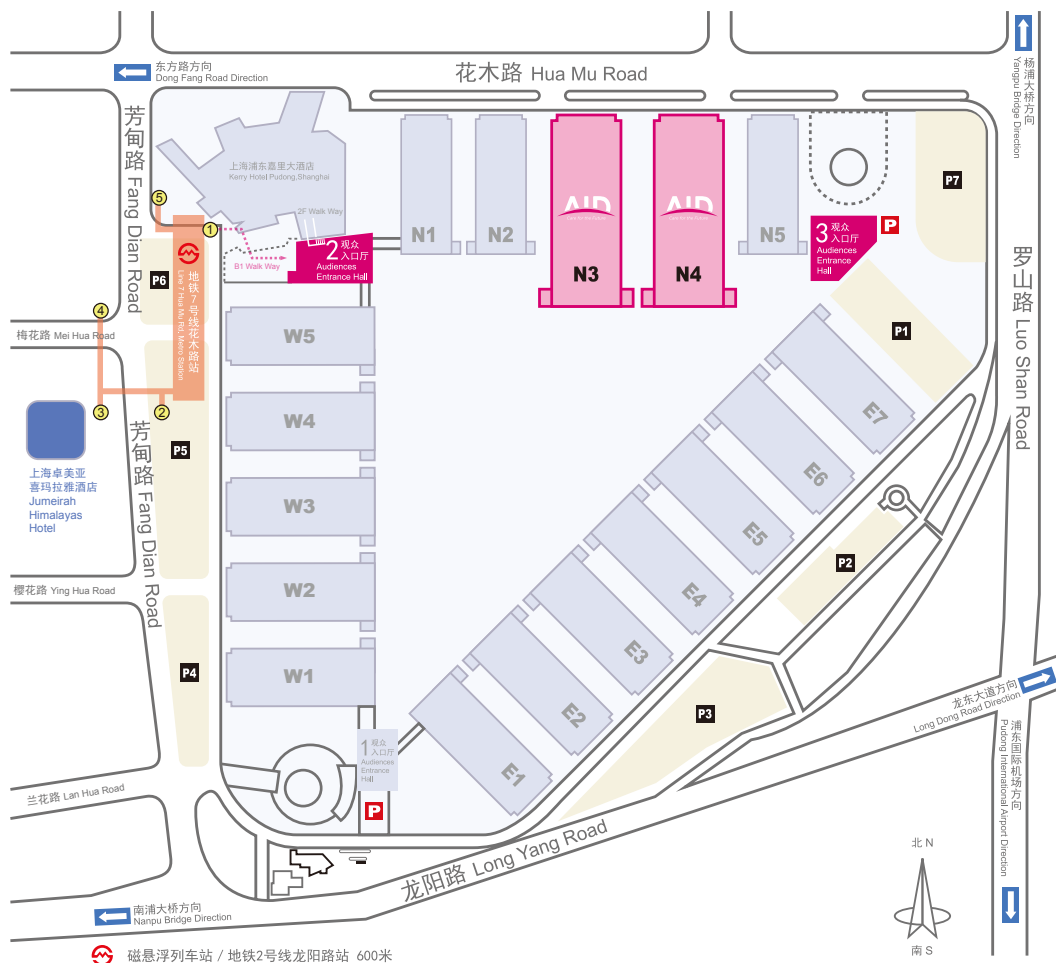 东方路方向
Dong Fang Road Direction
花木路 Hua Mu Road
杨浦大桥方向
Yangpu Bridge Direction
芳甸路 Fang Dian Road
上海浦东嘉里大酒店
Kerry Hotel Pudong,Shanghai
2F Walk Way
B1 Walk Way
N1
N2
AID
N3
AID
N4
N5
P7
5
1
2 观众
入口厅
Audiences
Entrance Hall
3 观众
入口厅
Audiences
Entrance
Hall
P
P6
地铁7号线花木路站
Line 7 Hua Mu Rd. Metro Station
4
梅花路 Mei Hua Road
3
2
罗山路 Luo Shan Road
P1
W5
W4
W3
W2
W1
E7
E6
E5
E4
E3
E2
E1
P5
芳甸路 Fang Dian Road
上海卓美亚
喜玛拉雅酒店
Jumeirah
Himalayas
Hotel
P2
樱花路 Ying Hua Road
P4
P3
龙东大道方向
Long Dong Road Direction
浦东国际机场方向
Pudong International Airport Direction
1 观众
入口厅
Audiences
Entrance
Hall
P
兰花路 Lan Hua Road
龙阳路 Long Yang Road
北 N
南 S
南浦大桥方向
Nanpu Bridge Direction
磁悬浮列车站 / 地铁2号线龙阳路站 600米